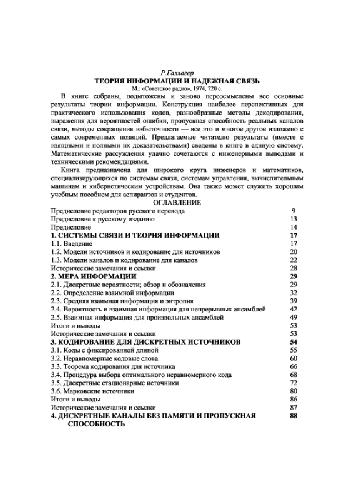 Р.Галлагер
ТЕОРИЯ ИНФОРМАЦИИ И НАДЕЖНАЯ СВЯЗЬ
М.: «Советское радио», 1974, 720 с.
В книге собраны, подытожены и заново переосмыслены все основные
результаты теории информации. Конструкции наиболее перспективных для
практического использования кодов, разнообразные методы декодирования,
выражения для вероятностей ошибки, пропускная способность реальных каналов
связи, методы сокращения избыточности — все это и многое другое изложено с
самых современных позиций. Предлагаемые читателю результаты (вместе с
изящными и полными их доказательствами) сведены в книге в единую систему.
Математические рассуждения удачно сочетаются с инженерными выводами и
техническими рекомендациями.
Книга предназначена для широкого круга инженеров и математиков,
специализирующихся по системам связи, системам управления, вычислительным
машинам и кибернетическим устройствам. Она также может служить хорошим
учебным пособием для аспирантов и студентов.
ОГЛАВЛЕНИЕ
Предисловие редакторов русского перевода 9
Предисловие к русскому изданию 13
Предисловие 14
1. СИСТЕМЫ СВЯЗИ И ТЕОРИЯ ИНФОРМАЦИИ 17
1.1. Введение 17
1.2. Модели источников и кодирование для источников 20
1.3. Модели каналов и кодирование для каналов 22
Исторические замечания и ссылки 28
2. МЕРА ИНФОРМАЦИИ 29
2.1. Дискретные вероятности; обзор и обозначения 29
2.2. Определение взаимной информации 32
2.3. Средняя взаимная информация и энтропия 39
2.4. Вероятность и взаимная информация для непрерывных ансамблей 42
2.5. Взаимная информация для произвольных ансамблей 49
Итоги и выводы 53
Исторические замечания и ссылки 53
3. КОДИРОВАНИЕ ДЛЯ ДИСКРЕТНЫХ ИСТОЧНИКОВ 54
3.1. Коды с фиксированной длиной 55
3.2. Неравномерные кодовые слова 60
3.3. Теорема кодирования для источника 66
3.4. Процедура выбора оптимального неравномерного кода 68
3.5. Дискретные стационарные источники 72
3.6. Марковские источники 80
Итоги и выводы 86
Исторические замечания и ссылки 87
4. ДИСКРЕТНЫЕ КАНАЛЫ БЕЗ ПАМЯТИ И ПРОПУСКНАЯ 88
СПОСОБНОСТЬ